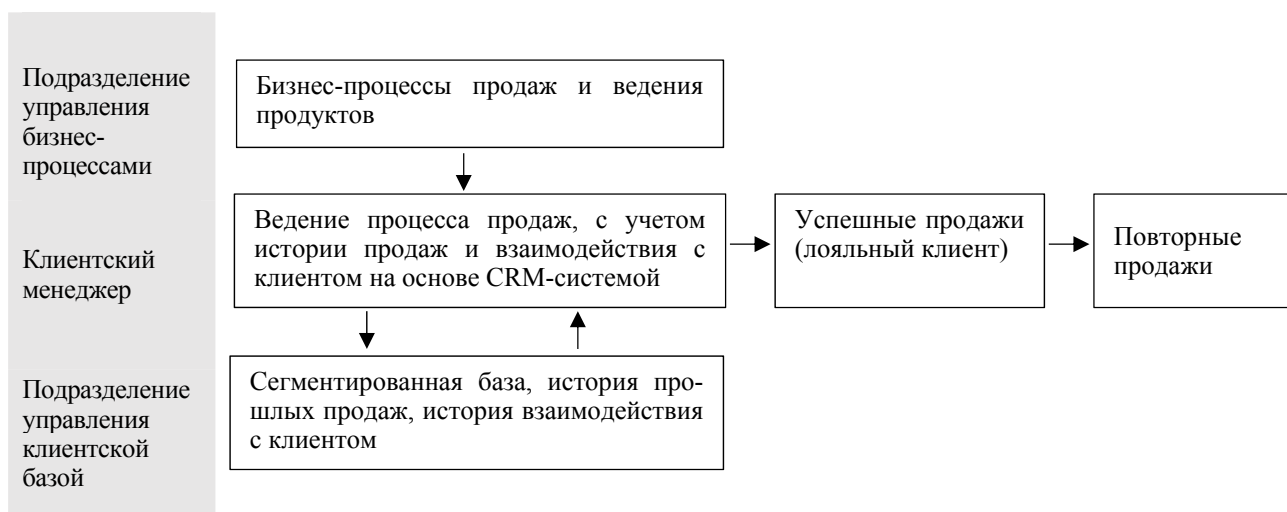 Подразделение
управления
бизнес-
процессами
Бизнес-процессы продаж и ведения
продуктов
Клиентский
менеджер
Ведение процесса продаж, с учетом
истории продаж и взаимодействия с
клиентом на основе CRM-системой
Успешные продажи
(лояльный клиент)
Повторные
продажи
Подразделение
управления
клиентской
базой
Сегментированная база, история про-
шлых продаж, история взаимодействия
с клиентом